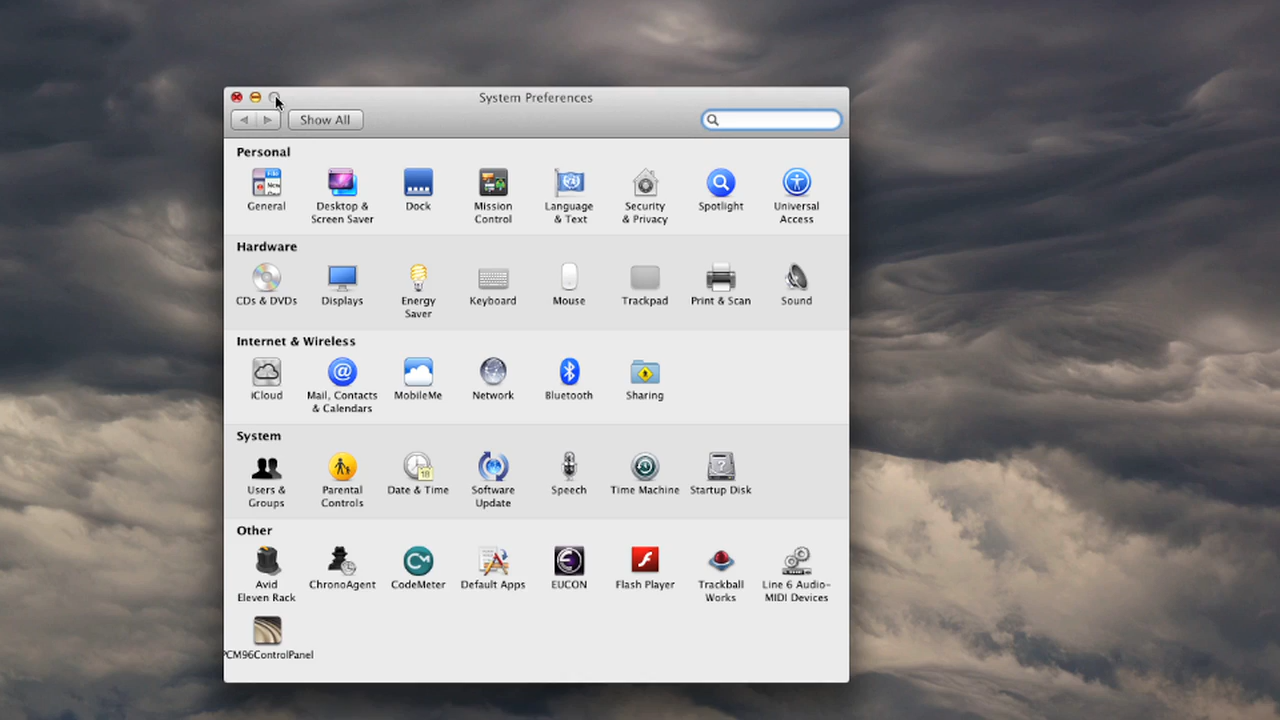 System Preferences
Show All
Personal
General
Desktop &
Screen Saver
Dock
Mission
Control
Language
& Text
Security
& Privacy
Spotlight
Universal
Access
Hardware
CDs & DVDs
Displays
Energy
Saver
Keyboard
Mouse
Trackpad
Print & Scan
Sound
Internet & Wireless
iCloud
Mail, Contacts
& Calendars
MobileMe
Network
Bluetooth
Sharing
System
Users &
Groups
Parental
Controls
Date & Time
Software
Update
Speech
Time Machine
Startup Disk
Other
Avid
Eleven Rack
ChronoAgent
CodeMeter
Default Apps
EUCON
Flash Player
Trackball
Works
Line 6 Audio-
MIDI Devices
PCM96ControlPanel